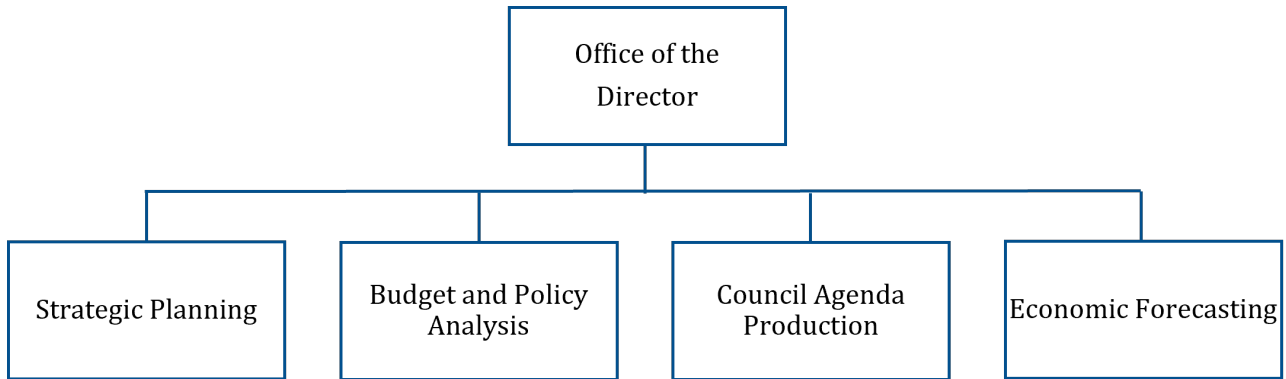 Office of the
Director
Strategic Planning
Budget and Policy
Analysis
Council Agenda
Production
Economic Forecasting